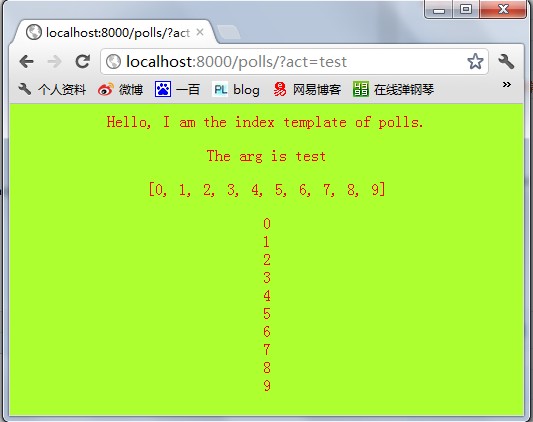 localhost:8000/polls/?act
localhost:8000/polls/?act=test
个人资料 微博 一百 PL blog 网易博客 在线弹钢琴 »
Hello, I am the index template of polls.
The arg is test
[0, 1, 2, 3, 4, 5, 6, 7, 8, 9]
0
1
2
3
4
5
6
7
8
9